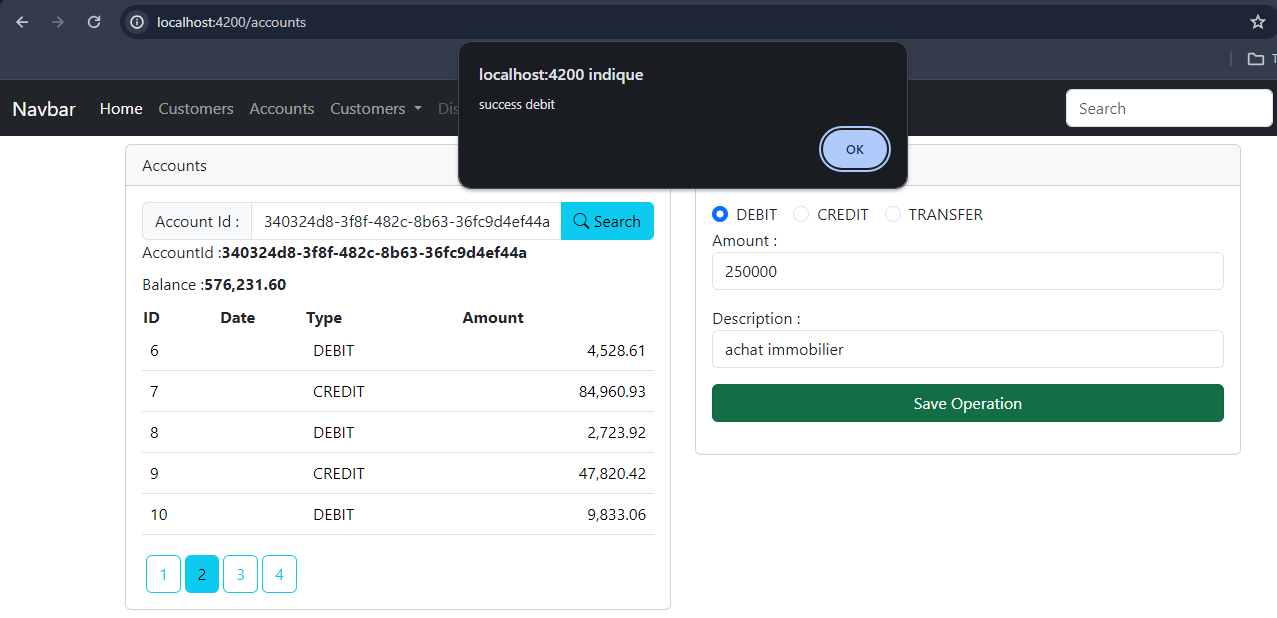 localhost:4200/accounts
localhost:4200 indique
success debit
OK
Navbar Home Customers Accounts Customers Search
Accounts
Account Id : 340324d8-3f8f-482c-8b63-36fc9d4ef44a Search
AccountId :340324d8-3f8f-482c-8b63-36fc9d4ef44a
Balance :576,231.60
ID Date Type Amount
6 DEBIT 4,528.61
7 CREDIT 84,960.93
8 DEBIT 2,723.92
9 CREDIT 47,820.42
10 DEBIT 9,833.06
1 2 3 4
DEBIT CREDIT TRANSFER
Amount :
250000
Description :
achat immobilier
Save Operation